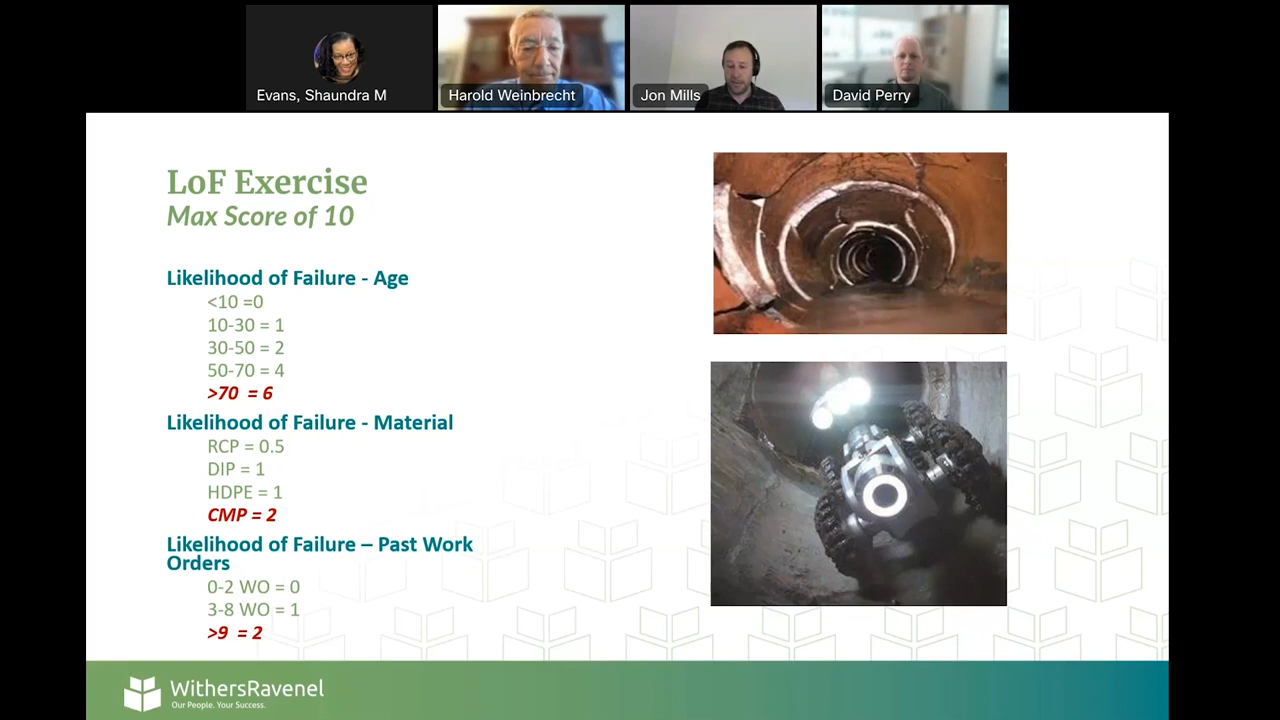 Evans, Shaundra M
Harold Weinbrecht
Jon Mills
David Perry
LoF Exercise
Max Score of 10
Likelihood of Failure - Age
<10 =0
10-30 = 1
30-50 = 2
50-70 = 4
>70 = 6
Likelihood of Failure - Material
RCP = 0.5
DIP = 1
HDPE = 1
CMP = 2
Likelihood of Failure – Past Work
Orders
0-2 WO = 0
3-8 WO = 1
>9 = 2
WithersRavenel
Our People. Your Success.